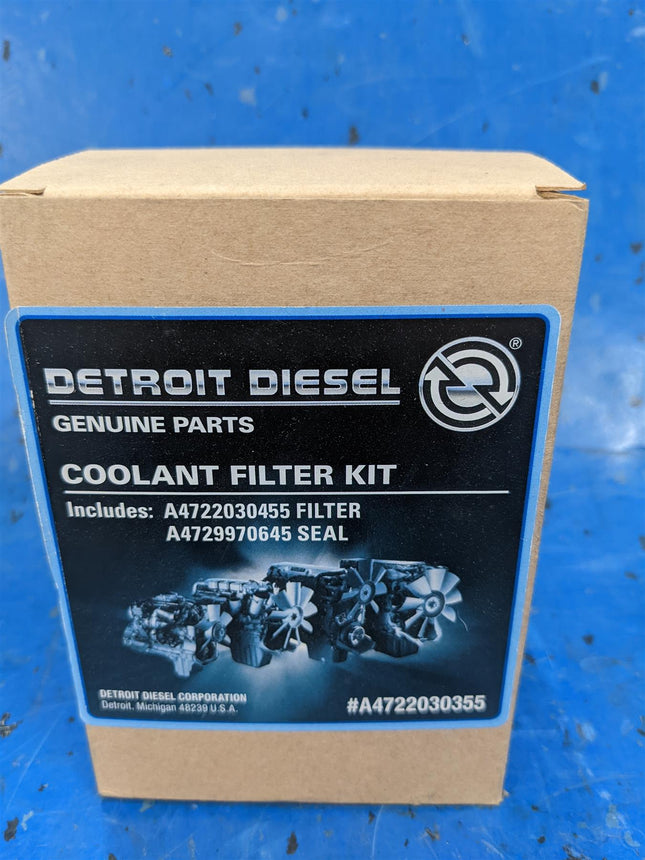 DETROIT DIESEL
®
GENUINE PARTS
COOLANT FILTER KIT
Includes: A4722030455 FILTER
A4729970645 SEAL
DETROIT DIESEL CORPORATION
Detroit, Michigan 48239 U.S.A.
#A4722030355